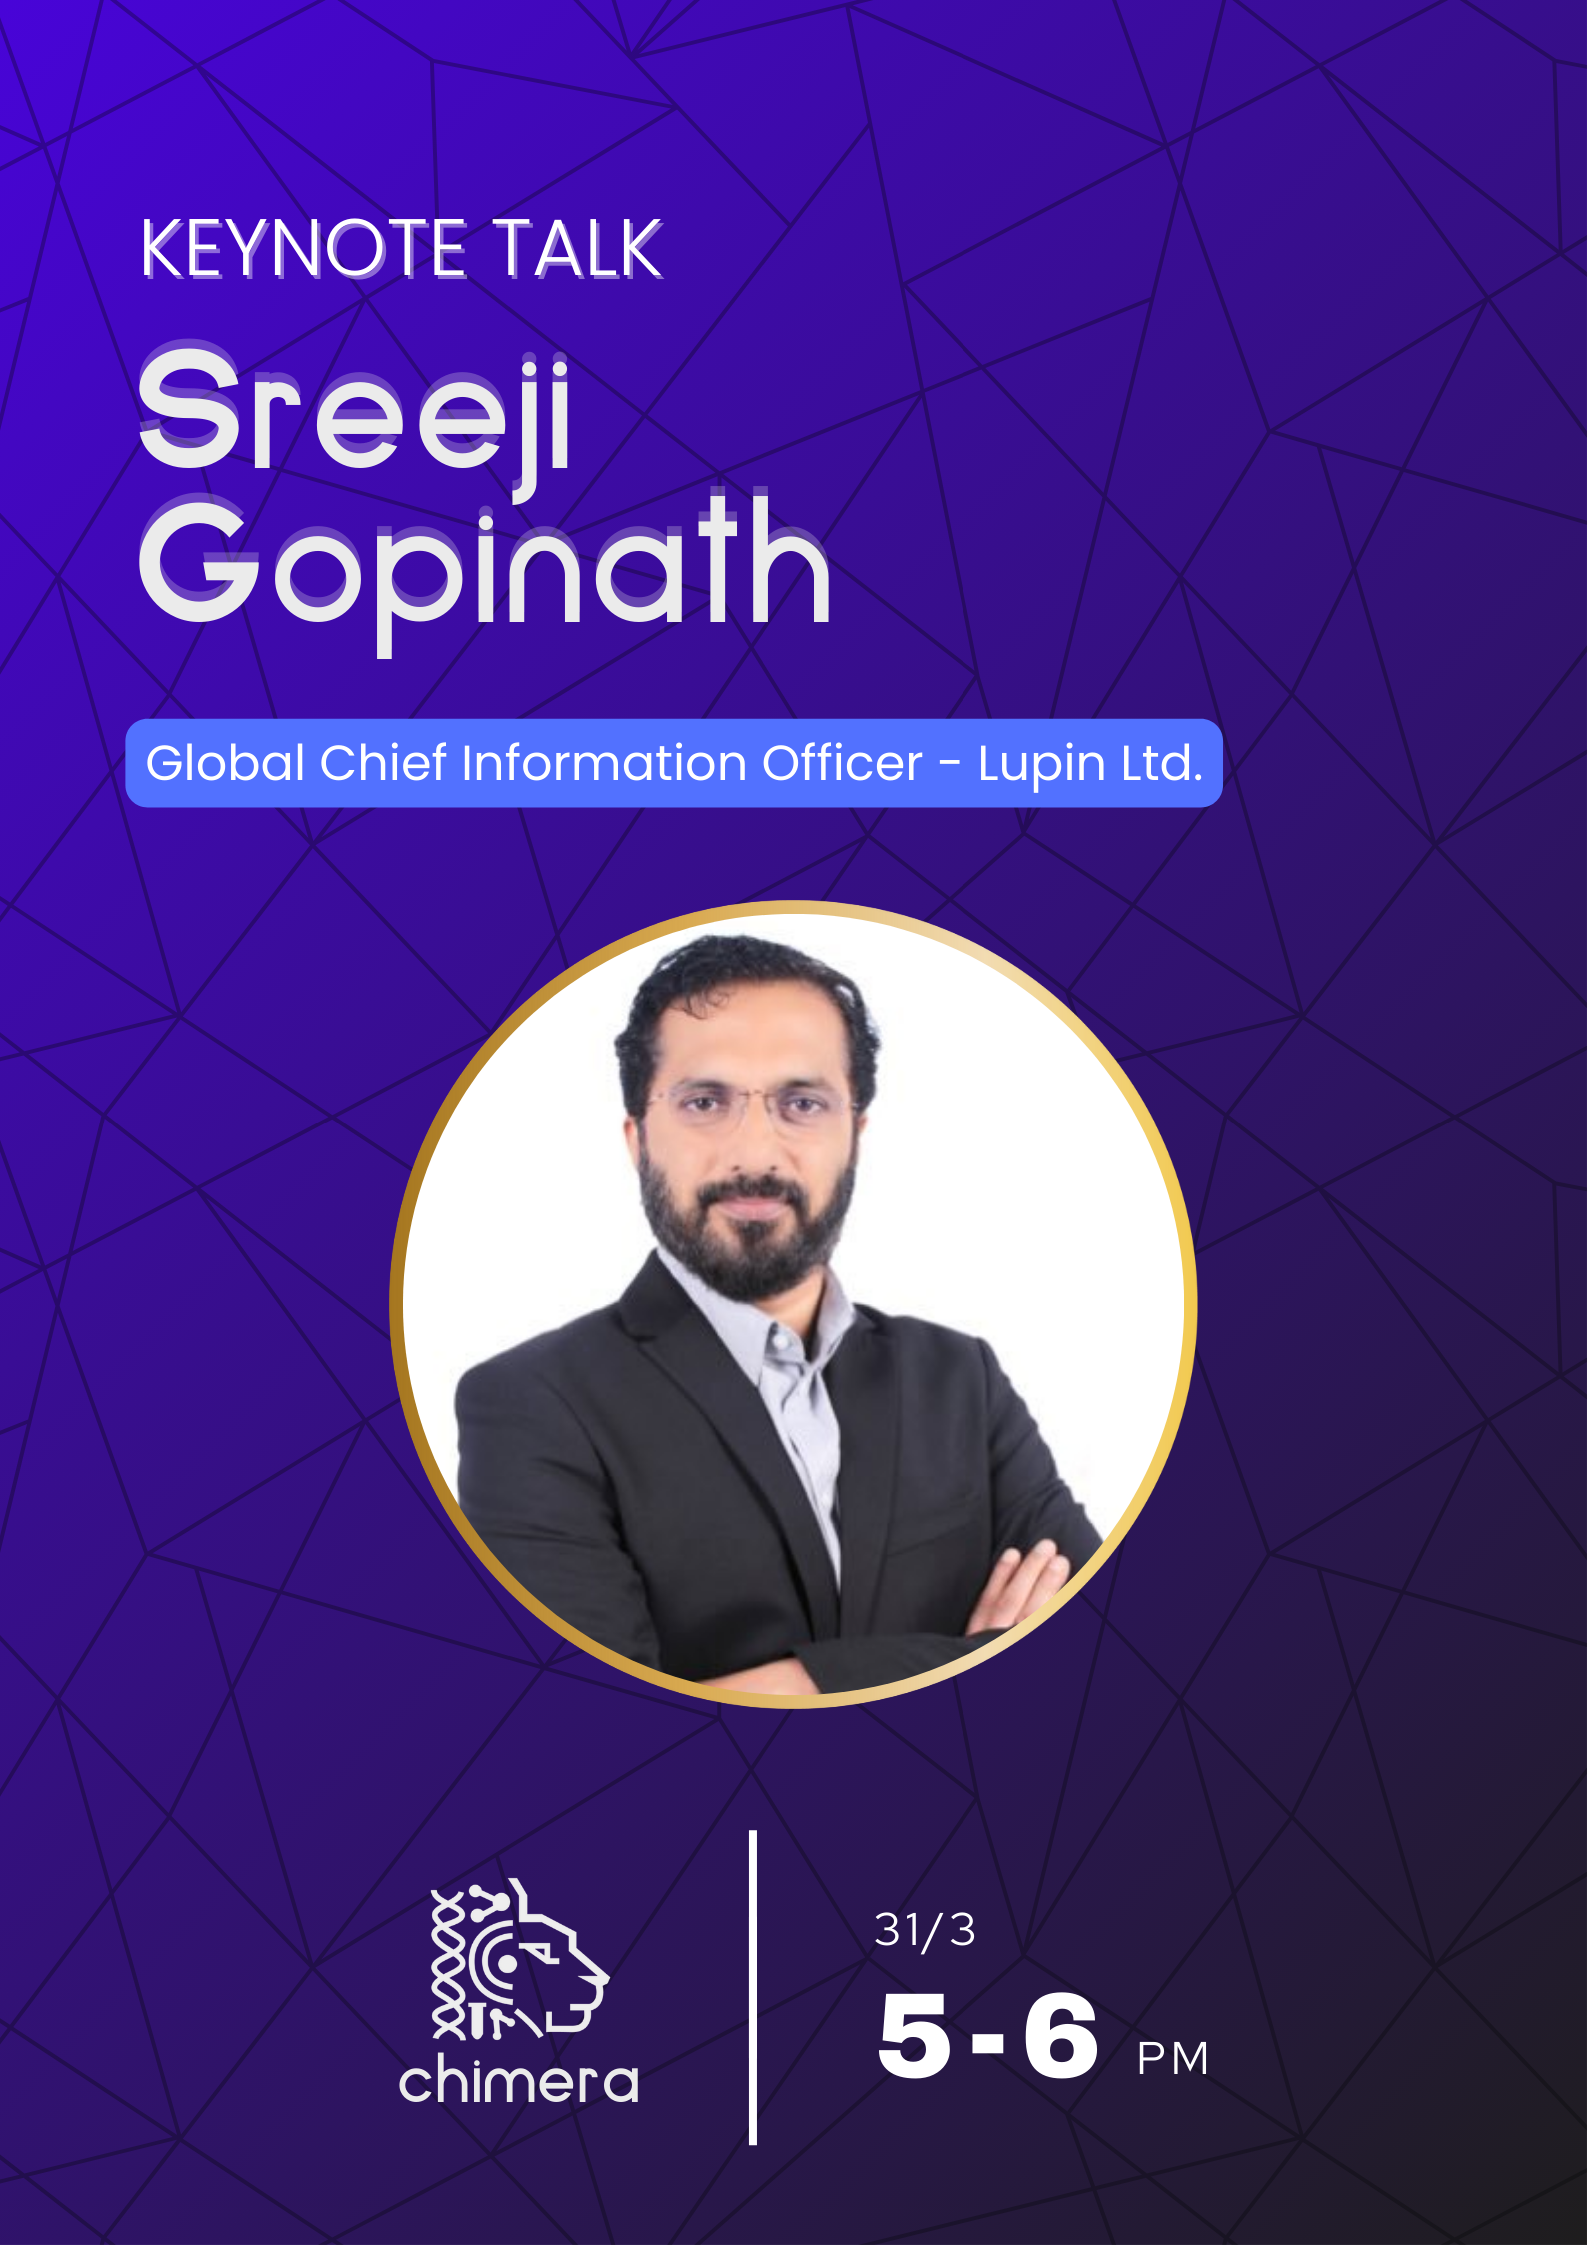 KEYNOTE TALK
Sreeji
Gopinath
Global Chief Information Officer - Lupin Ltd.
chimera
31/3
5-6 PM